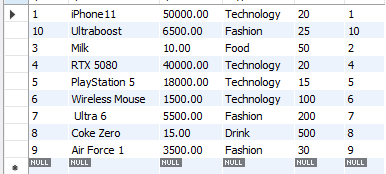 1 iPhone11 50000.00 Technology 20 1
10 Ultraboost 6500.00 Fashion 25 10
3 Milk 10.00 Food 50 2
4 RTX 5080 40000.00 Technology 20 4
5 PlayStation 5 18000.00 Technology 15 5
6 Wireless Mouse 1500.00 Technology 100 6
7 Ultra 6 5500.00 Fashion 200 7
8 Coke Zero 15.00 Drink 500 8
9 Air Force 1 3500.00 Fashion 30 9
NULL NULL NULL NULL NULL NULL